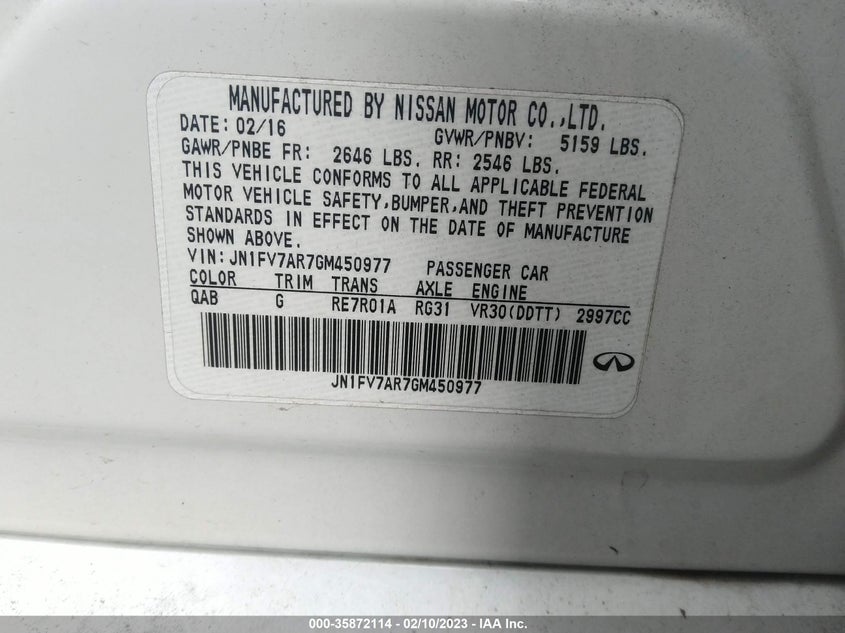 MANUFACTURED BY NISSAN MOTOR CO.,LTD.
DATE: 02/16 GVWR/PNBV: 5159 LBS.
GAWR/PNBE FR: 2646 LBS. RR: 2546 LBS.
THIS VEHICLE CONFORMS TO ALL APPLICABLE FEDERAL
MOTOR VEHICLE SAFETY,BUMPER,AND THEFT PREVENTION
STANDARDS IN EFFECT ON THE DATE OF MANUFACTURE
SHOWN ABOVE.
VIN:JN1FV7AR7GM450977 PASSENGER CAR
COLOR TRIM TRANS AXLE ENGINE
QAB G RE7R01A RG31 VR30(DDTT) 2997CC
JN1FV7AR7GM450977
000-35872114 - 02/10/2023 - IAA Inc.